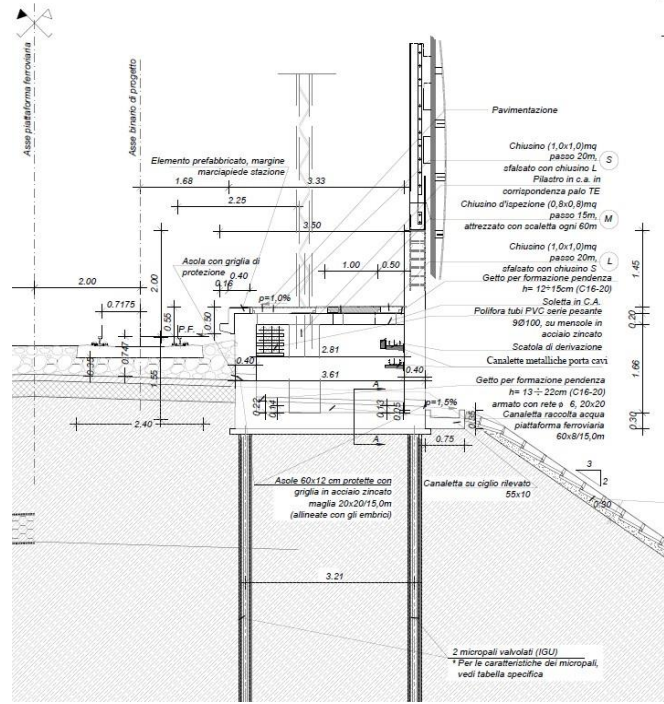 Asse piattaforma ferroviaria
Asse binario di progetto
Pavimentazione
Elemento prefabbricato, margine
marciapiede stazione
Chiusino (1,0x1,0)mq
passo 20m,
sfalsato con chiusino L
S
Pilastro in c.a. in
corrispondenza palo TE
Chiusino d'ispezione (0,8x0,8)mq
passo 15m,
attrezzato con scaletta ogni 60m
M
1.68
3.33
2.25
3.50
Asola con griglia di
protezione
Chiusino (1,0x1,0)mq
passo 20m,
sfalsato con chiusino S
L
1.45
2.00
2.00
0.40
0.16
1.00
0.50
Getto per formazione pendenza
h= 12÷15cm (C16-20)
0.7175
0.55
0.50
p=1,0%
P.F.
Soletta in C.A.
0.20
Polifora tubi PVC serie pesante
9Ø100, su mensole in
acciaio zincato
Scatola di derivazione
Canalette metalliche porta cavi
1.66
0.35
0.747
1.55
0.40
2.81
0.40
3.61
Getto per formazione pendenza
h= 13÷22cm (C16-20)
armato con rete ø 6, 20x20
Canaletta raccolta acqua
piattaforma ferroviaria
60x8/15,0m
0.30
A
0.22
0.14
0.13
0.05
p=1,5%
A
2.40
0.75
3
2
Asole 60x12 cm protette con
griglia in acciaio zincato
maglia 20x20/15,0m
(allineate con gli embrici)
Canaletta su ciglio rilevato
55x10
0.30
3.21
2 micropali valvolati (IGU)
* Per le caratteristiche dei micropali,
vedi tabella specifica